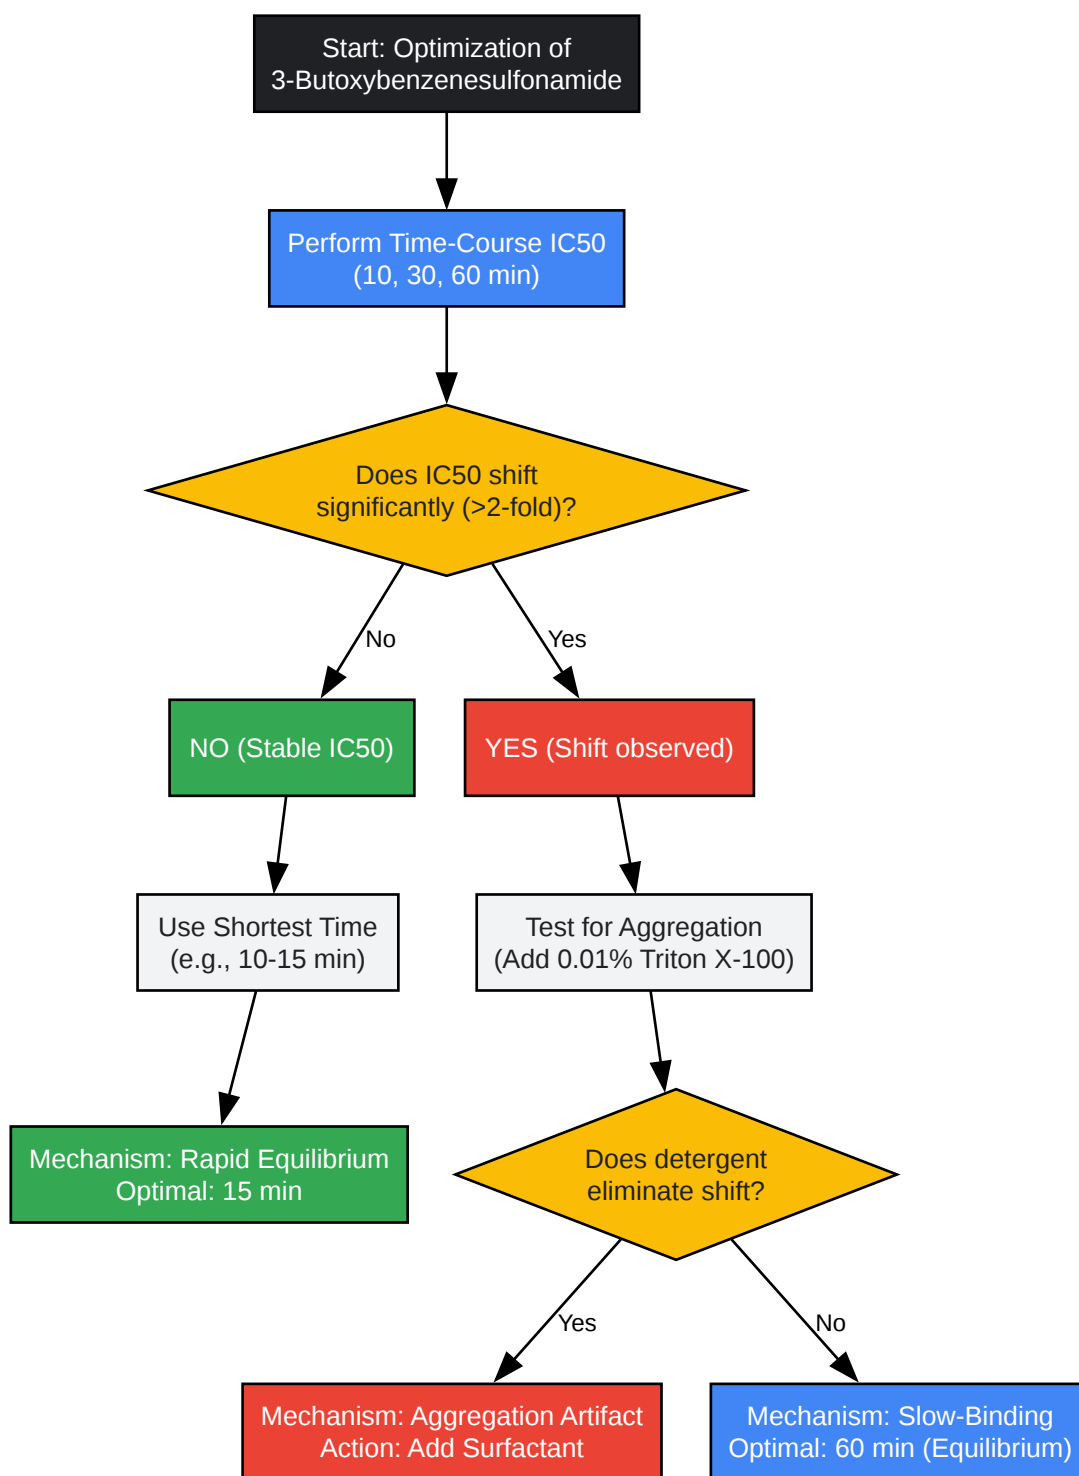 Start: Optimization of
3-Butoxybenzenesulfonamide
Perform Time-Course IC50
(10, 30, 60 min)
Does IC50 shift
significantly (>2-fold)?
No
Yes
NO (Stable IC50)
YES (Shift observed)
Use Shortest Time
(e.g., 10-15 min)
Test for Aggregation
(Add 0.01% Triton X-100)
Mechanism: Rapid Equilibrium
Optimal: 15 min
Does detergent
eliminate shift?
Yes
No
Mechanism: Aggregation Artifact
Action: Add Surfactant
Mechanism: Slow-Binding
Optimal: 60 min (Equilibrium)